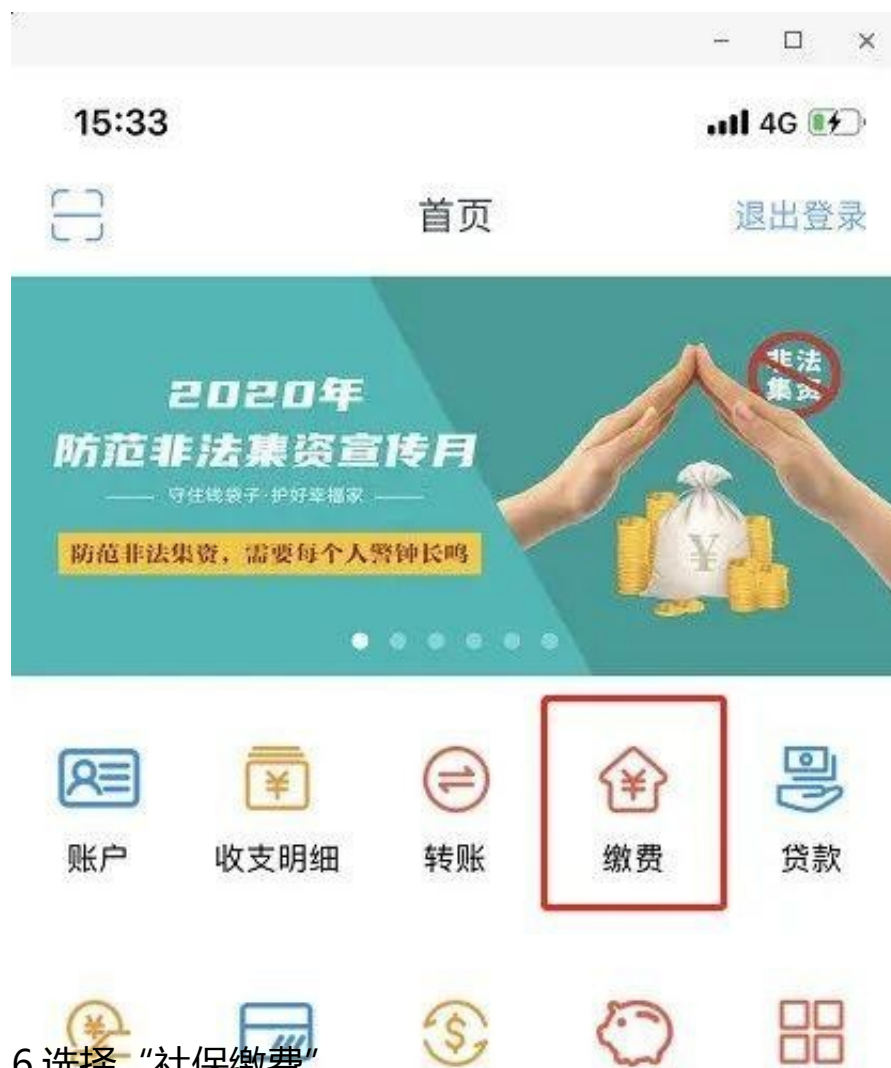 15:33
4G
首页
退出登录
2020年
防范非法集资宣传月
守住钱袋子·护好幸福家
防范非法集资，需要每个人警钟长鸣
非法
集资
账户
收支明细
转账
缴费
贷款
6.选择“社保缴费”